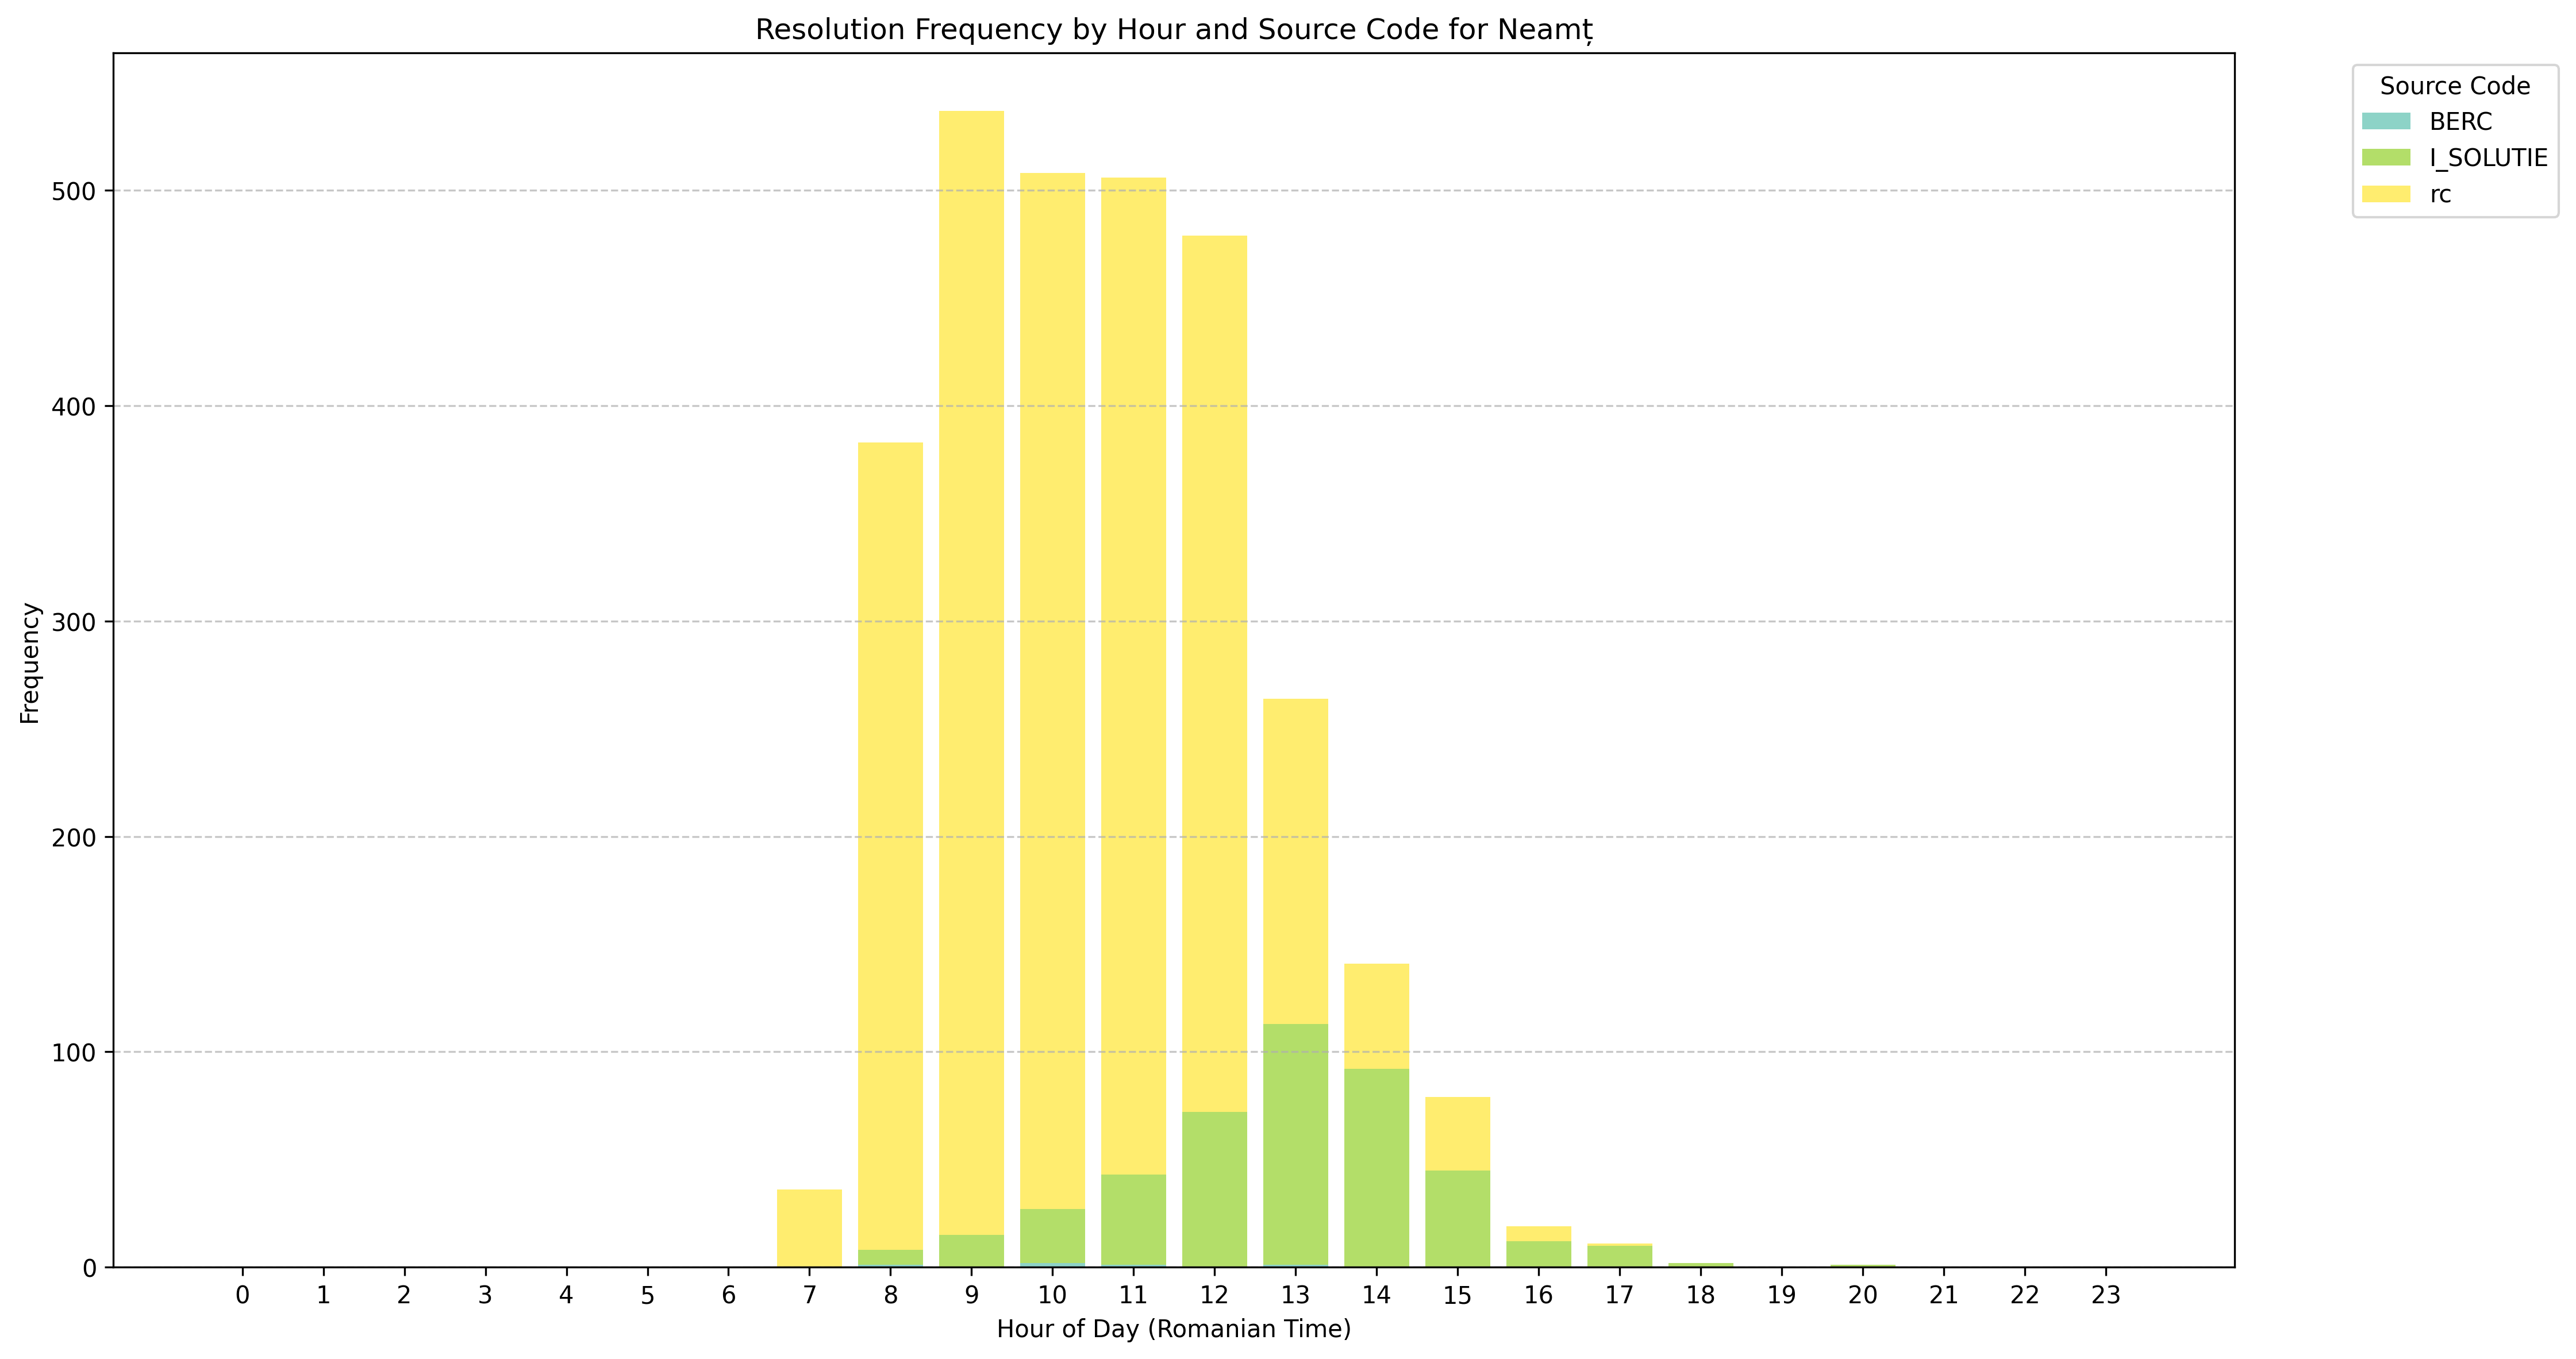 Resolution Frequency by Hour and Source Code for Neamț
Source Code
BERC
I_SOLUTIE
rc
Frequency
500
400
300
200
100
0
0 1 2 3 4 5 6 7 8 9 10 11 12 13 14 15 16 17 18 19 20 21 22 23
Hour of Day (Romanian Time)